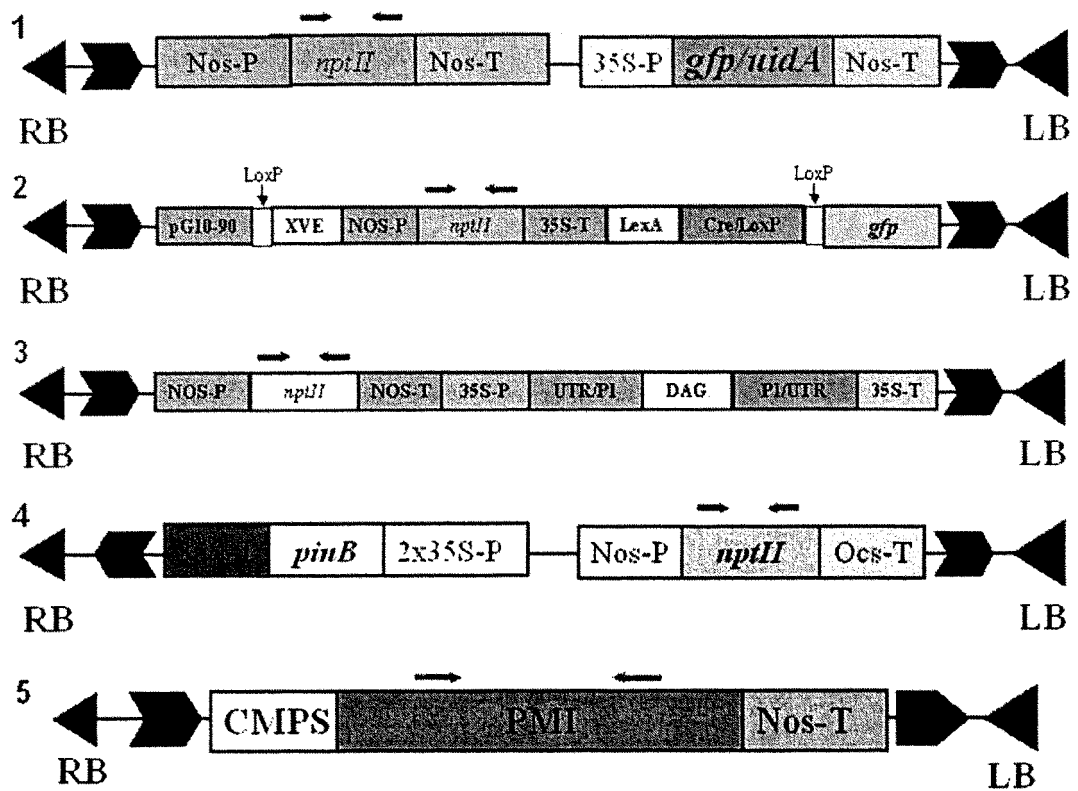 1
Nos-P nptII Nos-T 35S-P gfp/uidA Nos-T
RB LB
2
LoxP LoxP
pG10-90 XVE NOS-P nptII 35S-T LexA Cre/LoxP gfp
RB LB
3
NOS-P nptII NOS-T 35S-P UTR/PI DAG PI/UTR 35S-T
RB LB
4
pinB 2x35S-P Nos-P nptII Ocs-T
RB LB
5
CMPS PMI Nos-T
RB LB